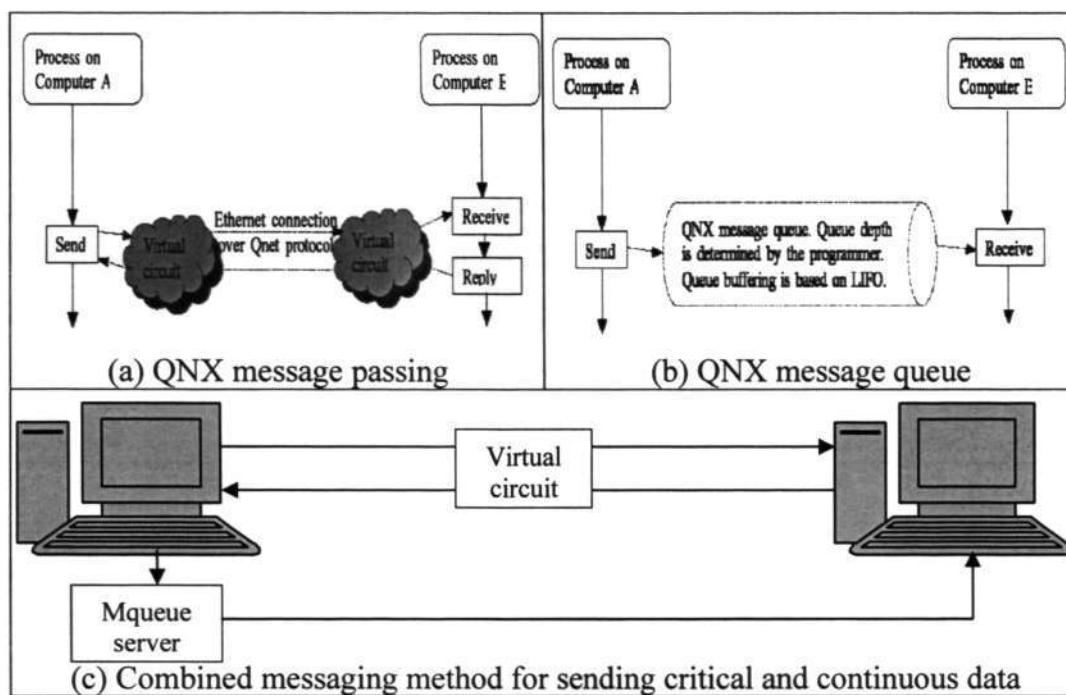 Process on
Computer A
Process on
Computer E
Send
Virtual
circuit
Ethernet connection
over Qnet protocol
Virtual
circuit
Receive
Reply
(a) QNX message passing
Process on
Computer A
Process on
Computer E
Send
QNX message queue. Queue depth
is determined by the programmer.
Queue buffering is based on LIFO.
Receive
(b) QNX message queue
Virtual
circuit
Mqueue
server
(c) Combined messaging method for sending critical and continuous data